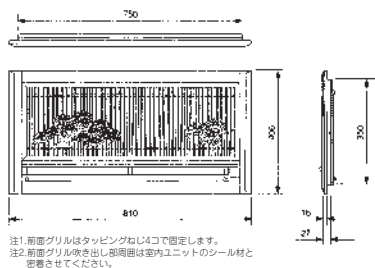 750
406
350
810
16
注1.前面グリルはタッピングねじ4コで固定します。
注2.前面グリル吹き出し部周囲は室内ユニットのシール材と
密着させてください。